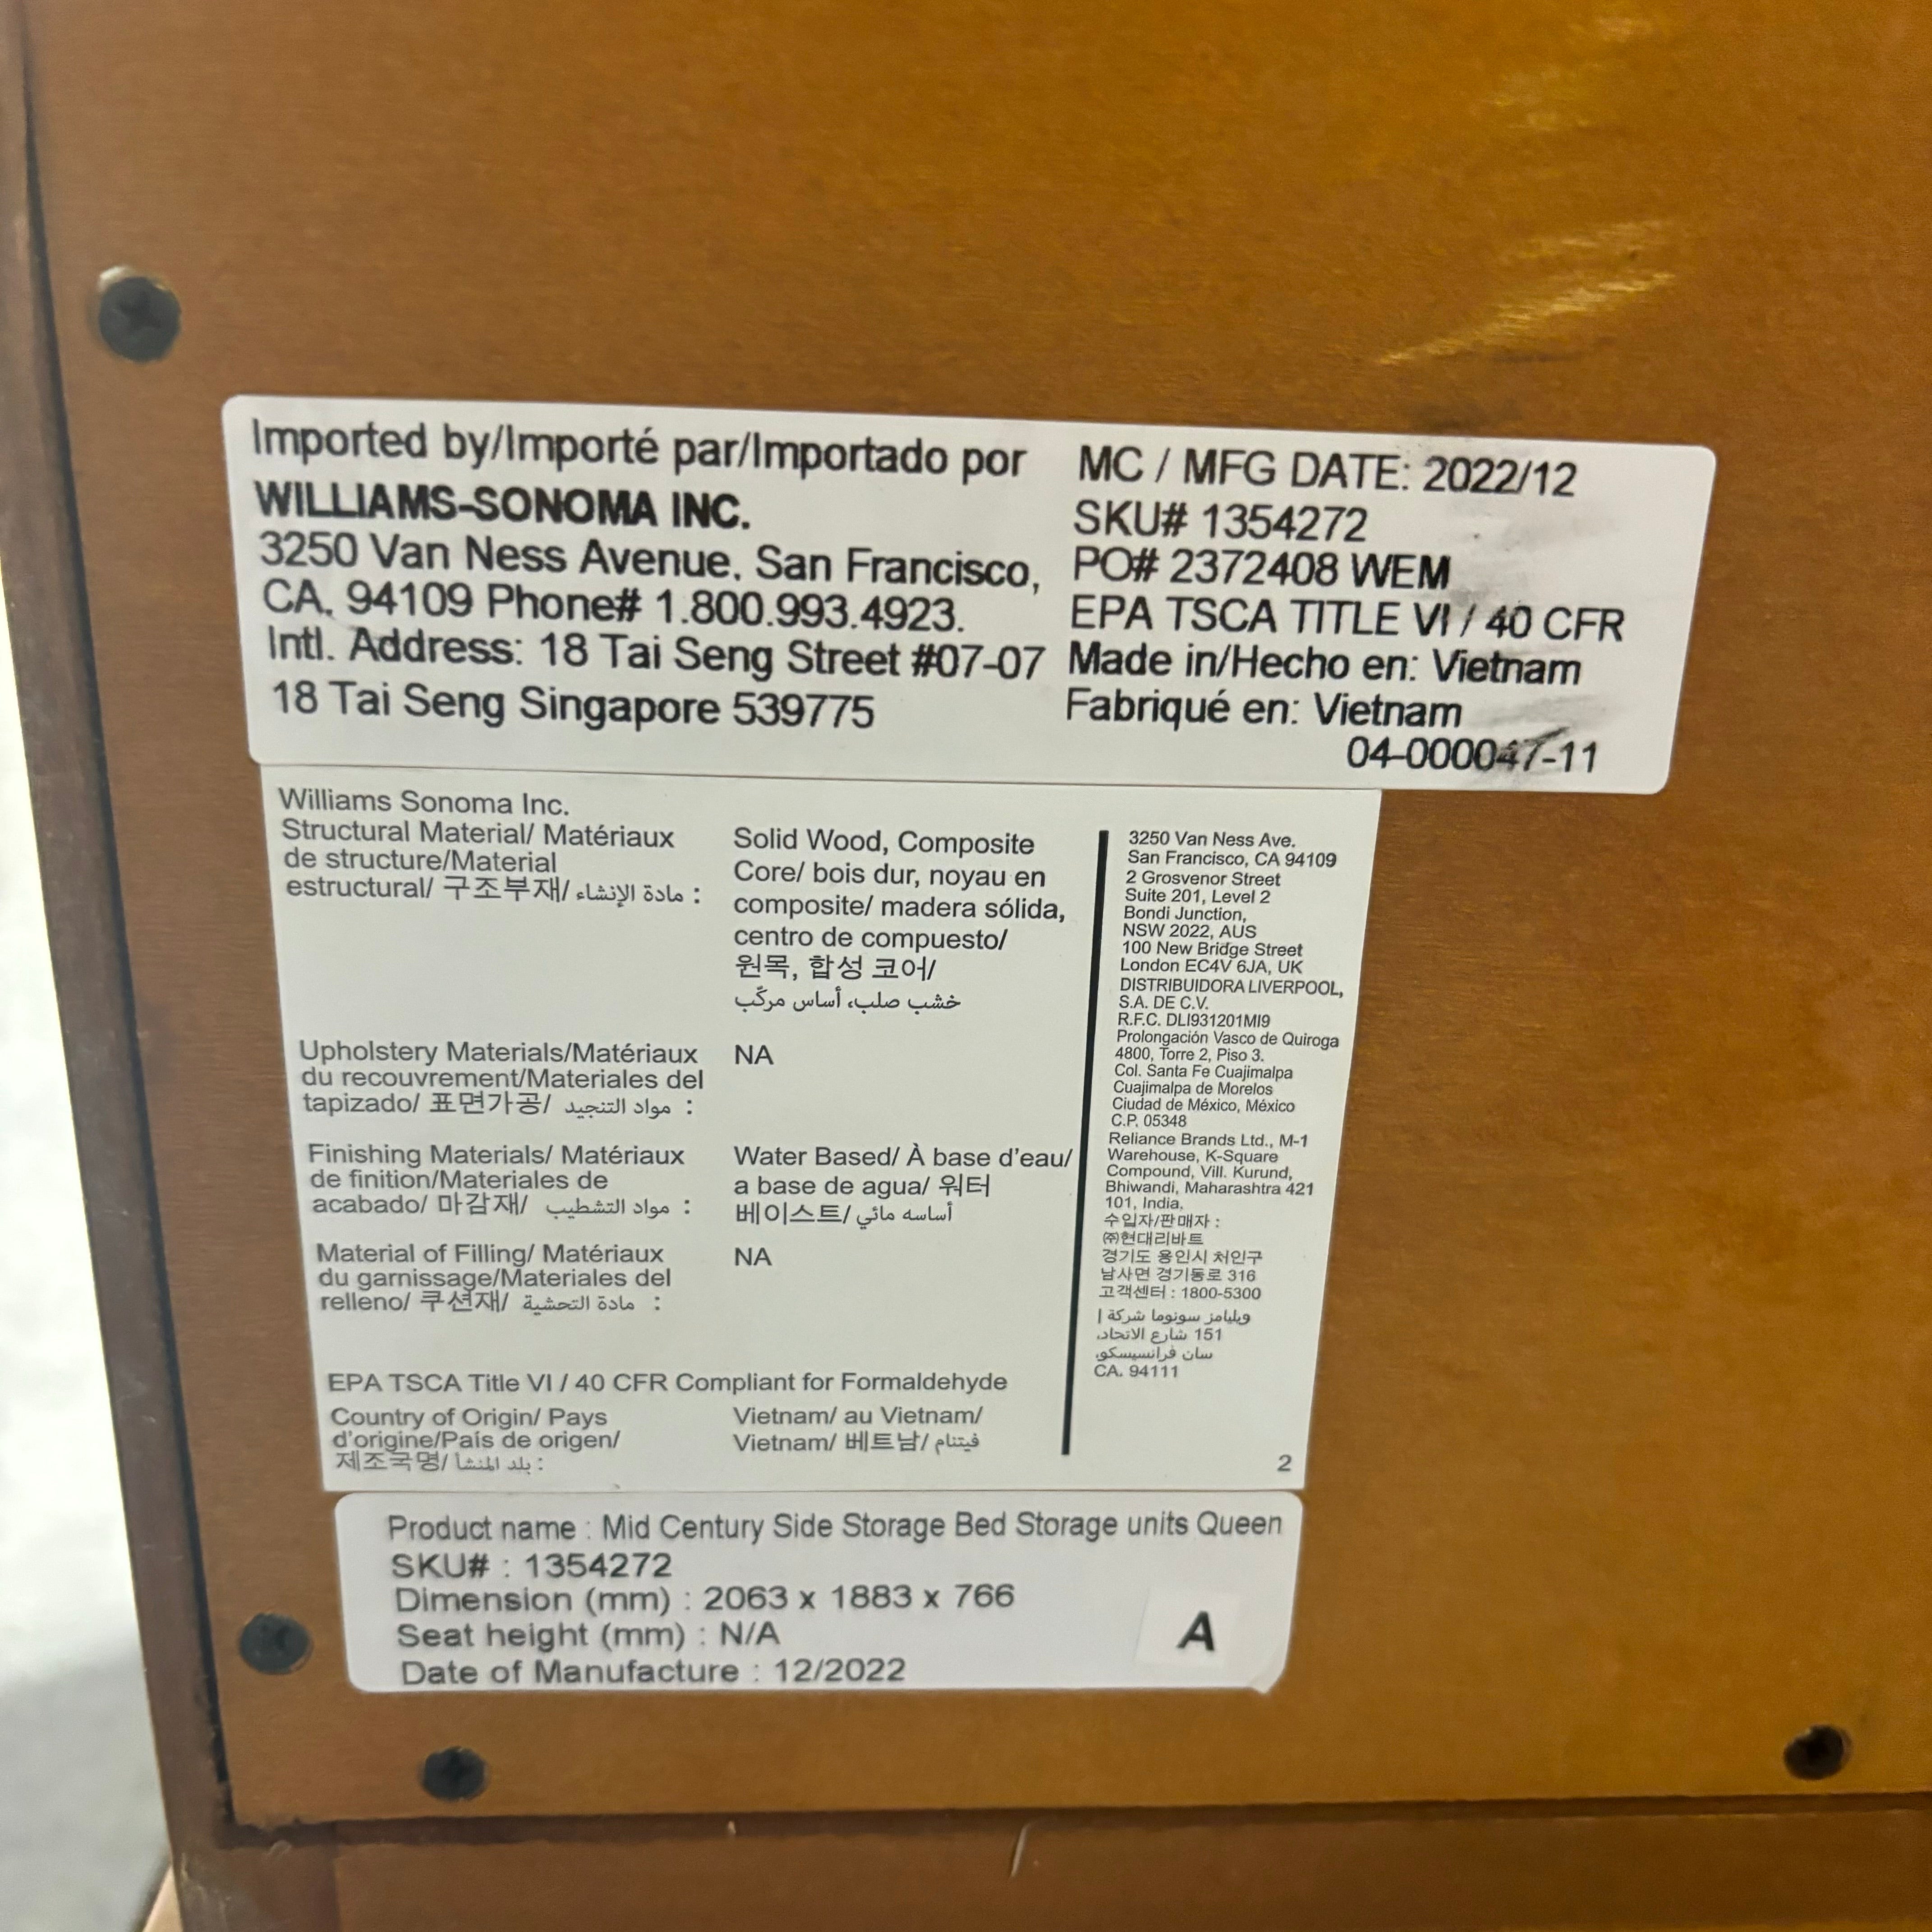 Imported by/Importé par/Importado por
WILLIAMS-SONOMA INC.
3250 Van Ness Avenue, San Francisco,
CA. 94109 Phone# 1.800.993.4923.
Intl. Address: 18 Tai Seng Street #07-07
18 Tai Seng Singapore 539775
MC / MFG DATE: 2022/12
SKU# 1354272
PO# 2372408 WEM
EPA TSCA TITLE VI / 40 CFR
Made in/Hecho en: Vietnam
Fabriqué en: Vietnam
04-000047-11
Williams Sonoma Inc.
Structural Material/ Matériaux
de structure/Material
estructural/ 구조부재/ مادة الإنشاء :
Solid Wood, Composite
Core/ bois dur, noyau en
composite/ madera sólida,
centro de compuesto/
원목, 합성 코어/
خشب صلب، أساس مركّب
Upholstery Materials/Matériaux
du recouvrement/Materiales del
tapizado/ 표면가공/ مواد التنجيد :
NA
Finishing Materials/ Matériaux
de finition/Materiales de
acabado/ 마감재/ مواد التشطيب :
Water Based/ À base d'eau/
a base de agua/ 워터
베이스트/ أساسه مائي
Material of Filling/ Matériaux
du garnissage/Materiales del
relleno/ 쿠션재/ مادة التحشية :
NA
EPA TSCA Title VI / 40 CFR Compliant for Formaldehyde
Country of Origin/ Pays
d'origine/País de origen/
제조국명/ بلد المنشأ :
Vietnam/ au Vietnam/
Vietnam/ 베트남/ فيتنام
3250 Van Ness Ave.
San Francisco, CA 94109
2 Grosvenor Street
Suite 201, Level 2
Bondi Junction,
NSW 2022, AUS
100 New Bridge Street
London EC4V 6JA, UK
DISTRIBUIDORA LIVERPOOL,
S.A. DE C.V.
R.F.C. DLI931201MI9
Prolongación Vasco de Quiroga
4800, Torre 2, Piso 3.
Col. Santa Fe Cuajimalpa
Cuajimalpa de Morelos
Ciudad de México, México
C.P. 05348
Reliance Brands Ltd., M-1
Warehouse, K-Square
Compound, Vill. Kurund,
Bhiwandi, Maharashtra 421
101, India.
수입자/판매자 :
㈜현대리바트
경기도 용인시 처인구
남사면 경기동로 316
고객센터 : 1800-5300
ويليامز سونوما شركة |
151 شارع الاتحاد،
سان فرانسيسكو،
CA. 94111
2
Product name : Mid Century Side Storage Bed Storage units Queen
SKU# : 1354272
Dimension (mm) : 2063 x 1883 x 766
Seat height (mm) : N/A
Date of Manufacture : 12/2022
A